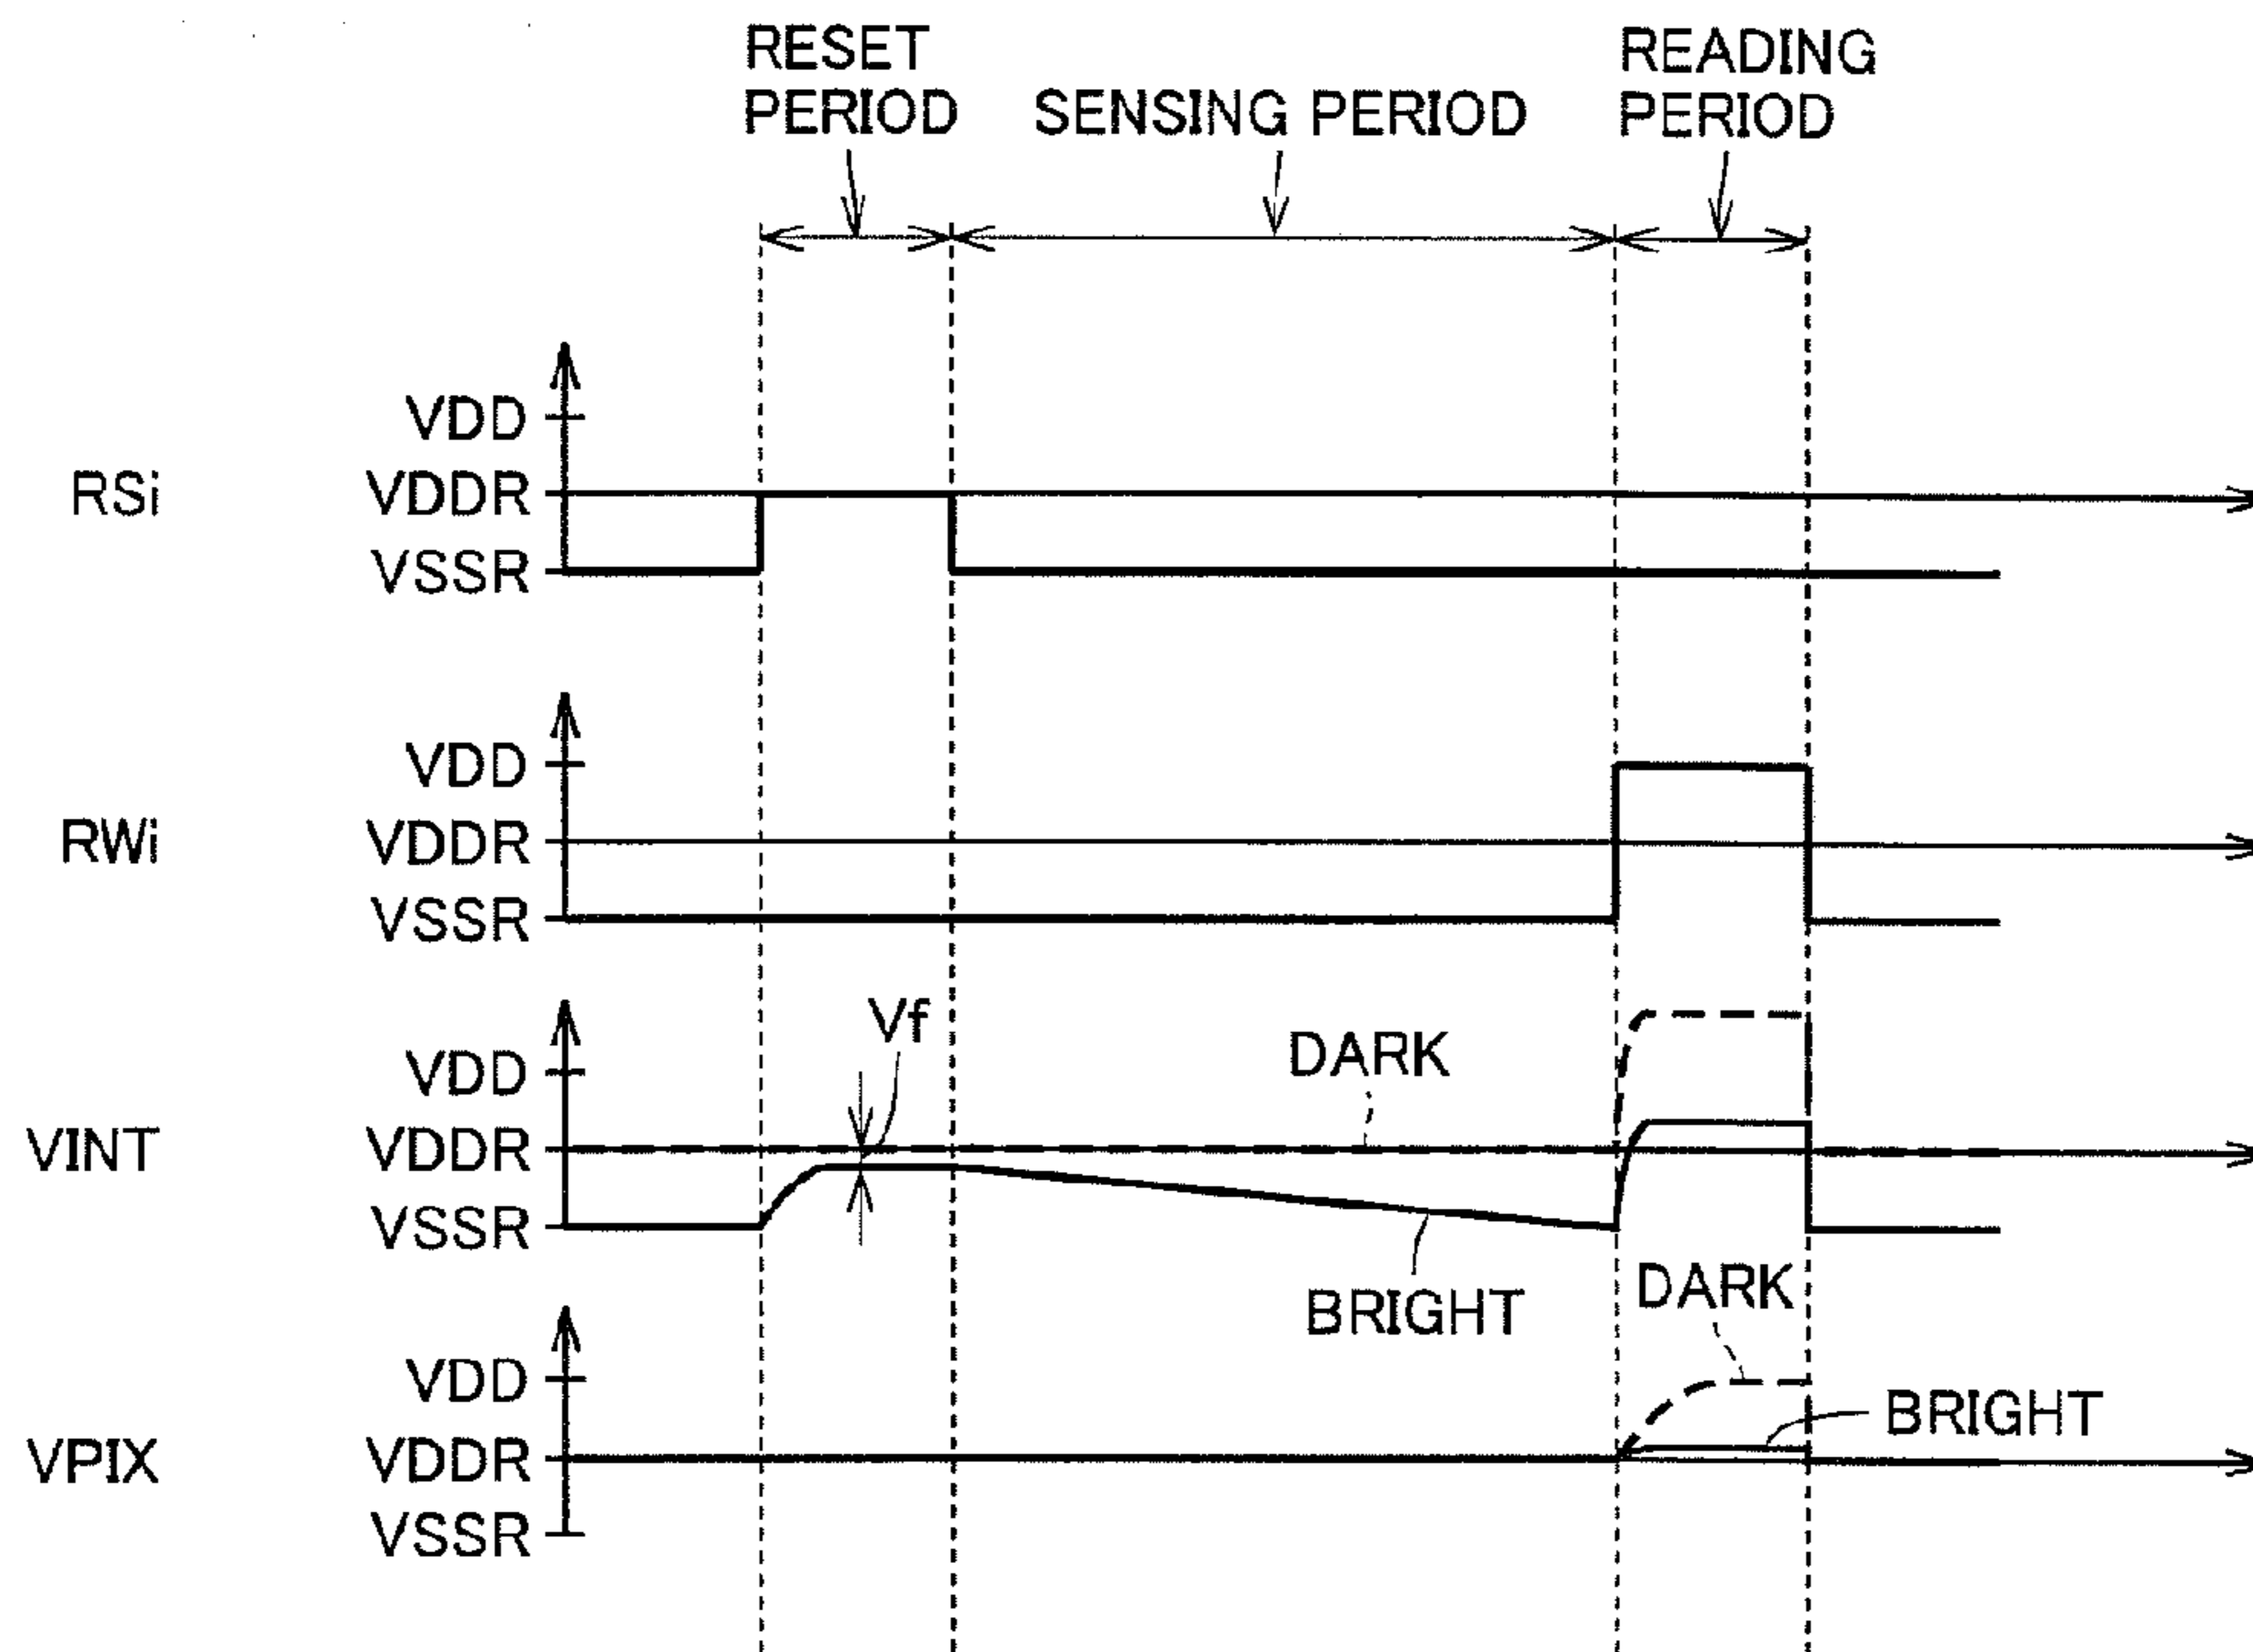 RESET
PERIOD
SENSING PERIOD
READING
PERIOD
VDD
RSi
VDDR
VSSR
VDD
RWi
VDDR
VSSR
Vf
DARK
VDD
VINT
VDDR
VSSR
BRIGHT
DARK
VDD
BRIGHT
VPIX
VDDR
VSSR